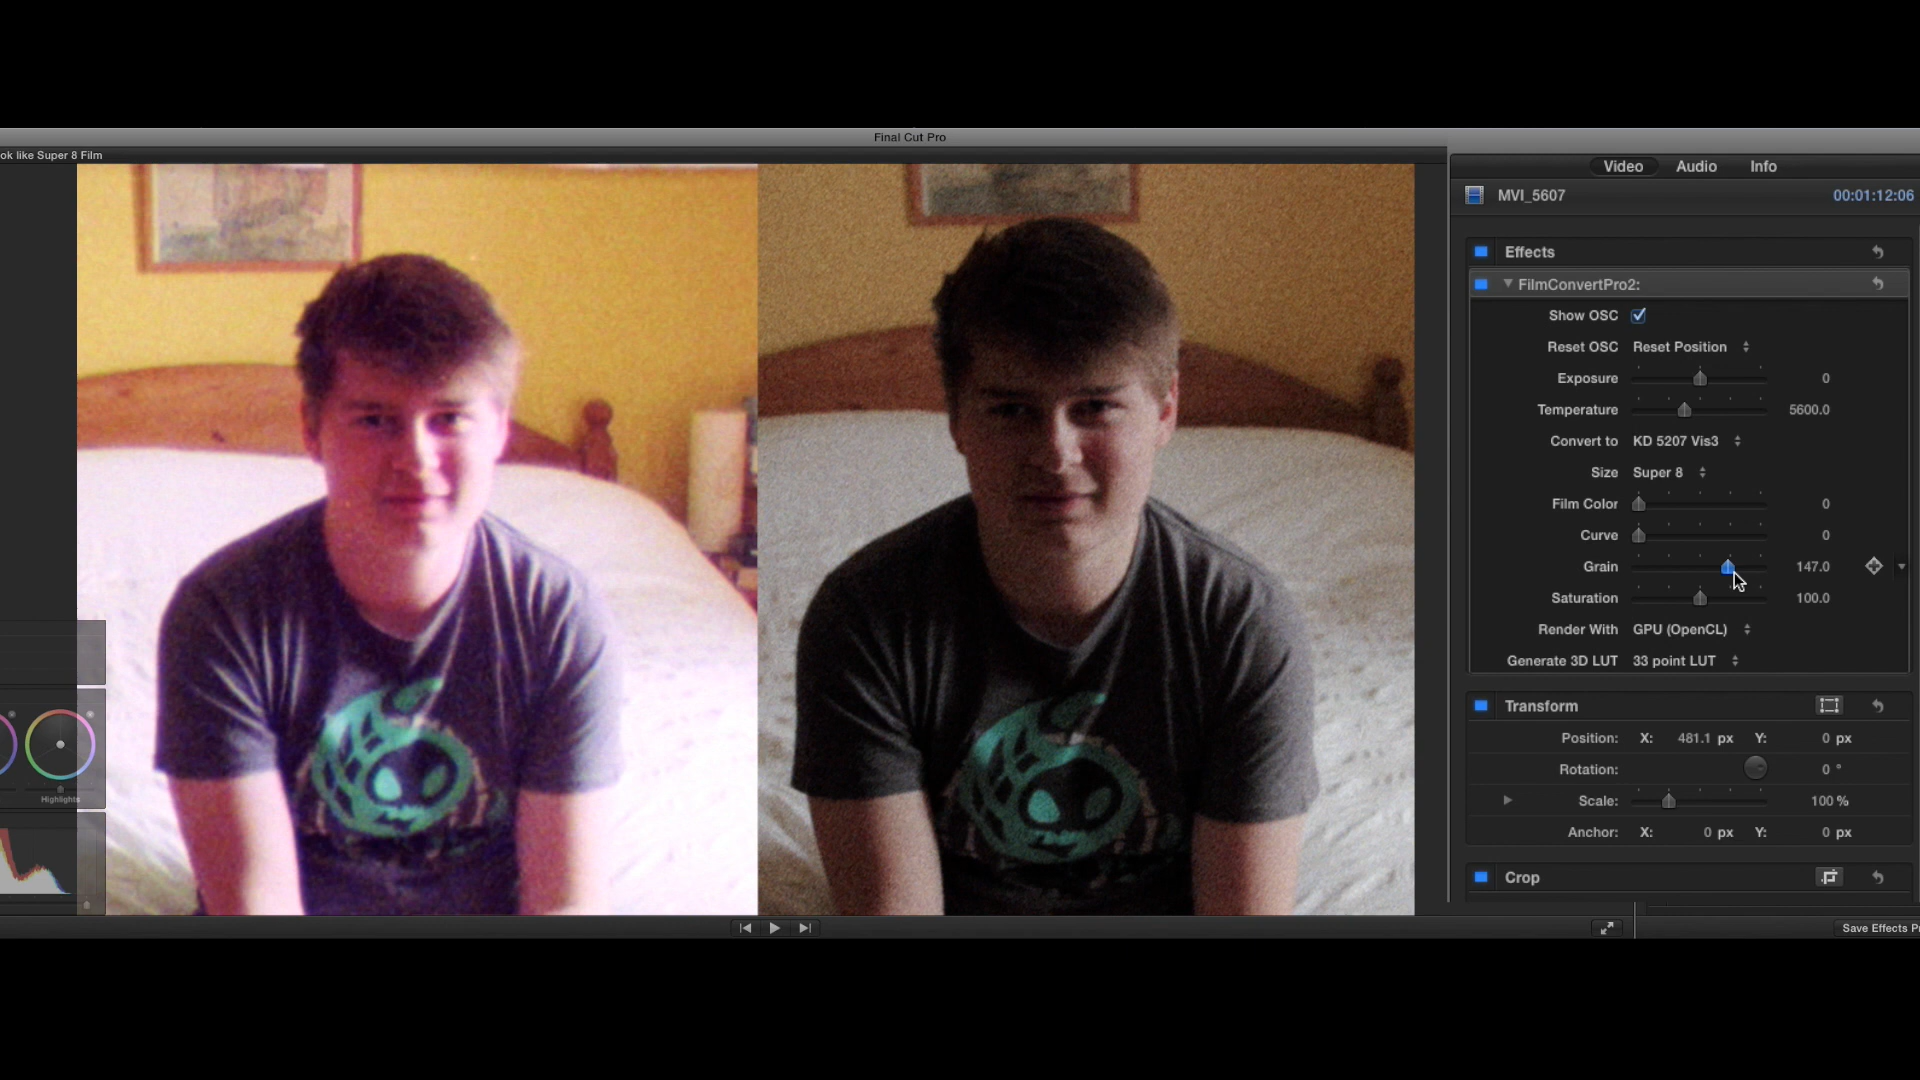 Final Cut Pro
ok like Super 8 Film
Video Audio Info
MVI_5607 00:01:12:06
Effects
FilmConvertPro2:
Show OSC
Reset OSC Reset Position
Exposure 0
Temperature 5600.0
Convert to KD 5207 Vis3
Size Super 8
Film Color 0
Curve 0
Grain 147.0
Saturation 100.0
Render With GPU (OpenCL)
Generate 3D LUT 33 point LUT
Transform
Position: X: 481.1 px Y: 0 px
Rotation: 0 °
Highlights
Scale: 100 %
Anchor: X: 0 px Y: 0 px
Crop
Save Effects Pr